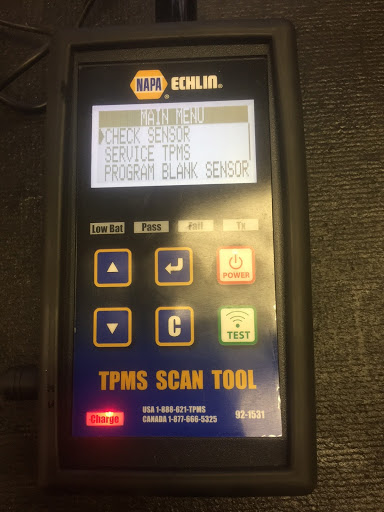 NAPA ECHLIN®
®
MAIN MENU
CHECK SENSOR
SERVICE TPMS
PROGRAM BLANK SENSOR
Low Bat Pass Fail Tx
POWER
C
TEST
TPMS SCAN TOOL
Charge
USA 1-888-621-TPMS
CANADA 1-877-666-5325
92-1531